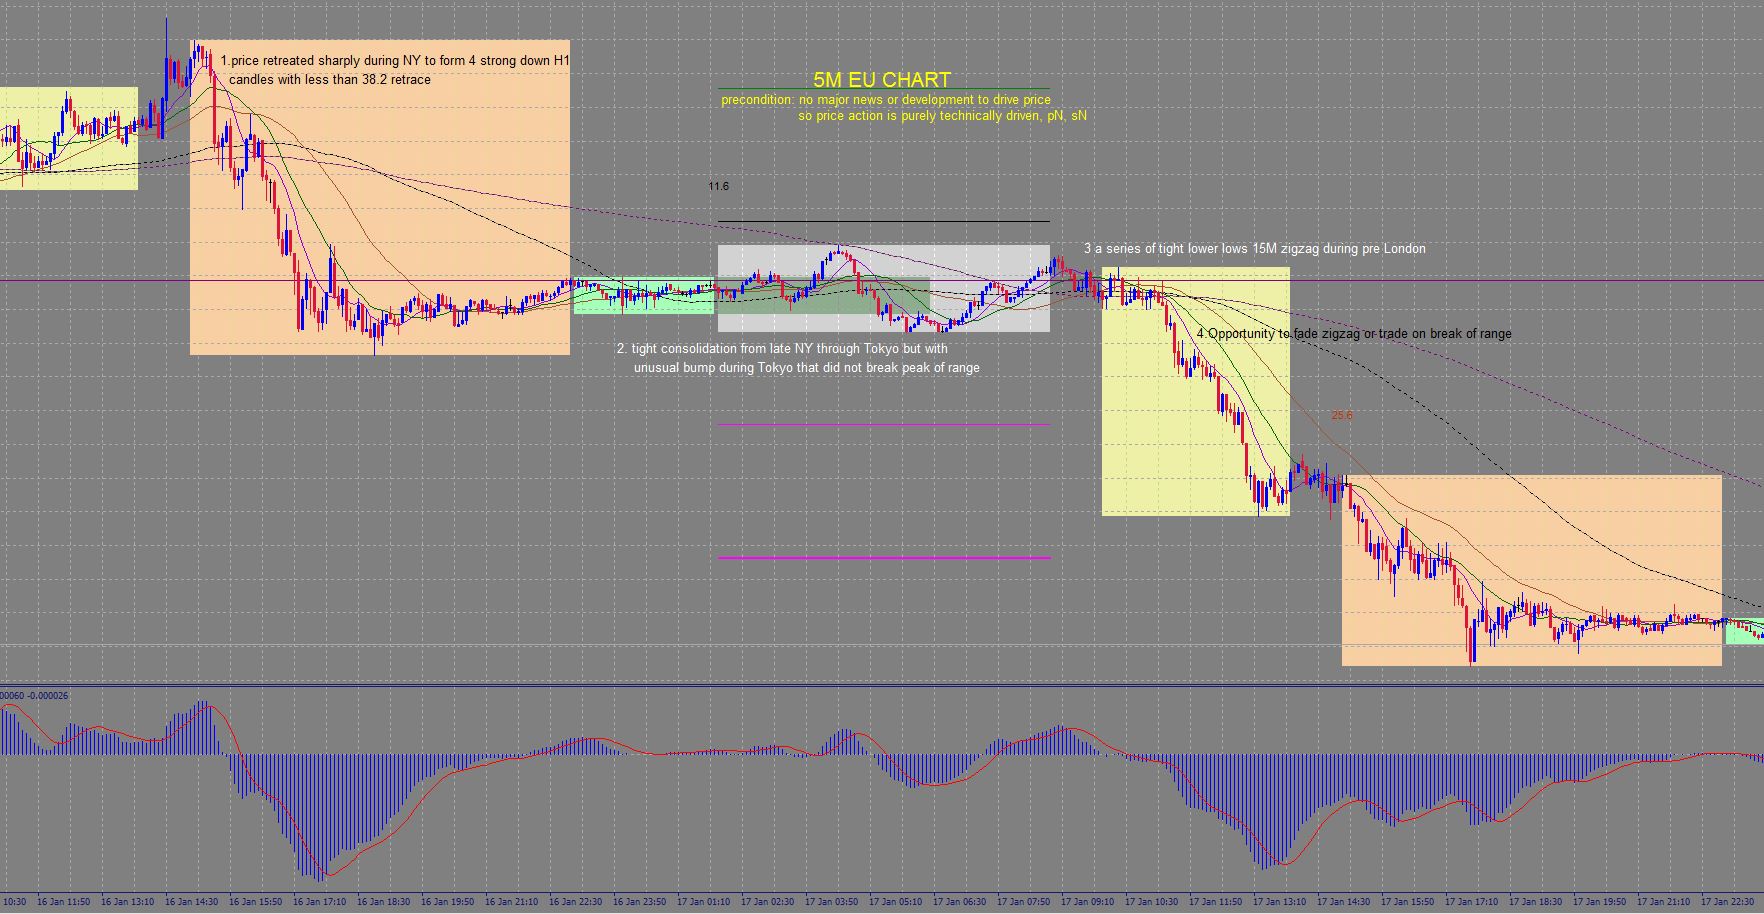 1.price retreated sharply during NY to form 4 strong down H1
candles with less than 38.2 retrace
5M EU CHART
precondition: no major news or development to drive price
so price action is purely technically driven, pN, sN
11.6
3 a series of tight lower lows 15M zigzag during pre London
4.Opportunity to fade zigzag or trade on break of range
2. tight consolidation from late NY through Tokyo but with
unusual bump during Tokyo that did not break peak of range
25.6
00060 -0.000026
10:30 16 Jan 11:50 16 Jan 13:10 16 Jan 14:30 16 Jan 15:50 16 Jan 17:10 16 Jan 18:30 16 Jan 19:50 16 Jan 21:10 16 Jan 22:30 16 Jan 23:50 17 Jan 01:10 17 Jan 02:30 17 Jan 03:50 17 Jan 05:10 17 Jan 06:30 17 Jan 07:50 17 Jan 09:10 17 Jan 10:30 17 Jan 11:50 17 Jan 13:10 17 Jan 14:30 17 Jan 15:50 17 Jan 17:10 17 Jan 18:30 17 Jan 19:50 17 Jan 21:10 17 Jan 22:30